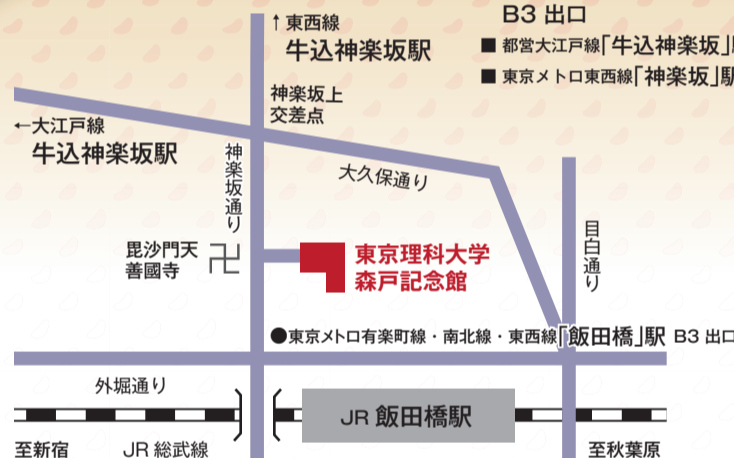 B3 出口
■ 都営大江戸線「牛込神楽坂」
■ 東京メトロ東西線「神楽坂」駅
↑東西線
牛込神楽坂駅
神楽坂上
交差点
←大江戸線
牛込神楽坂駅
神楽坂通り
大久保通り
目白通り
毘沙門天
善國寺
卍
東京理科大学
森戸記念館
●東京メトロ有楽町線・南北線・東西線「飯田橋」駅 B3 出口
外堀通り
JR 飯田橋駅
至新宿
JR 総武線
至秋葉原